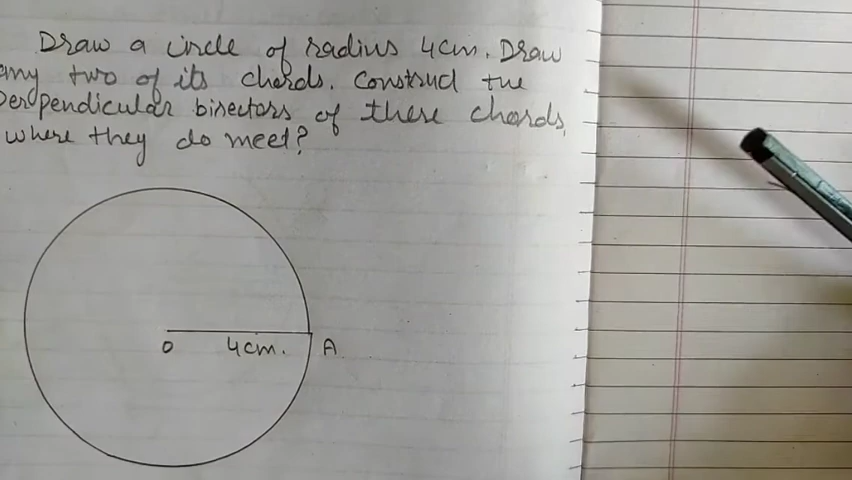 Draw a circle of radius 4cm. Draw
any two of its chords. Construct the
Perpendicular bisectors of these chords,
where they do meet?
O 4cm. A